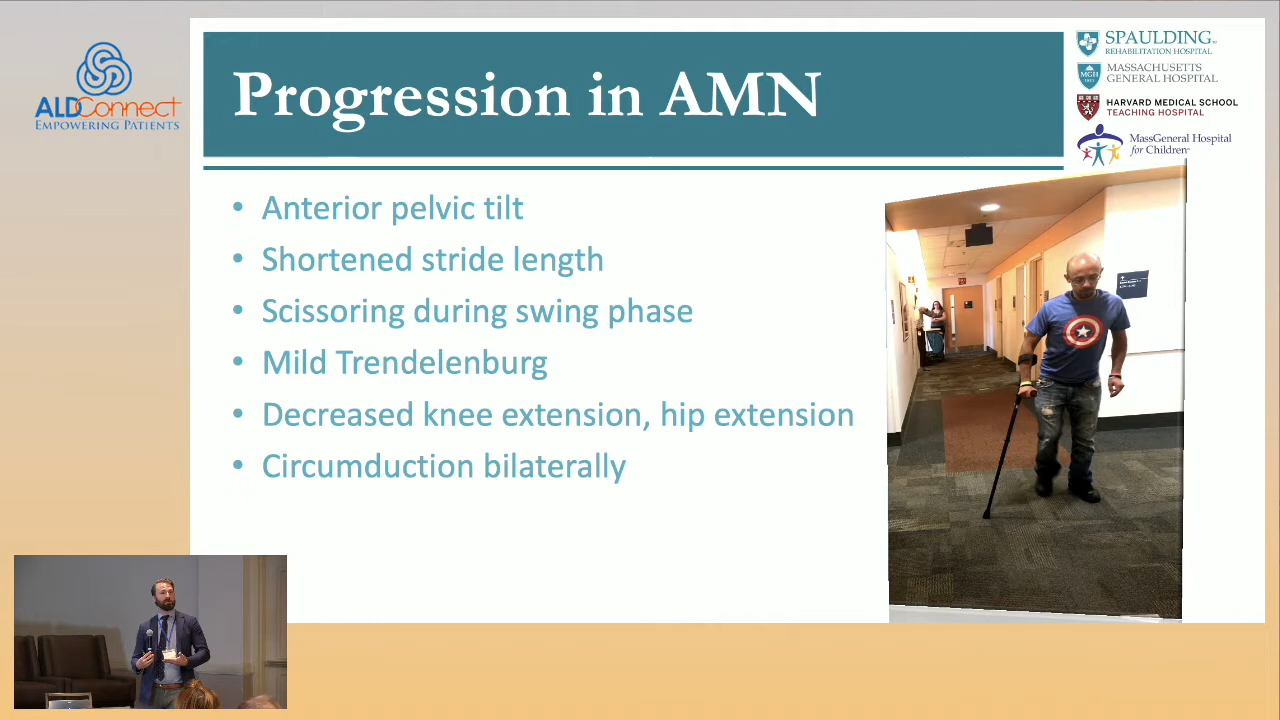 ALDConnect
EMPOWERING PATIENTS
Progression in AMN
SPAULDING
REHABILITATION HOSPITAL
MGH
1811
MASSACHUSETTS
GENERAL HOSPITAL
HARVARD MEDICAL SCHOOL
TEACHING HOSPITAL
MassGeneral Hospital
for Children
• Anterior pelvic tilt
• Shortened stride length
• Scissoring during swing phase
• Mild Trendelenburg
• Decreased knee extension, hip extension
• Circumduction bilaterally